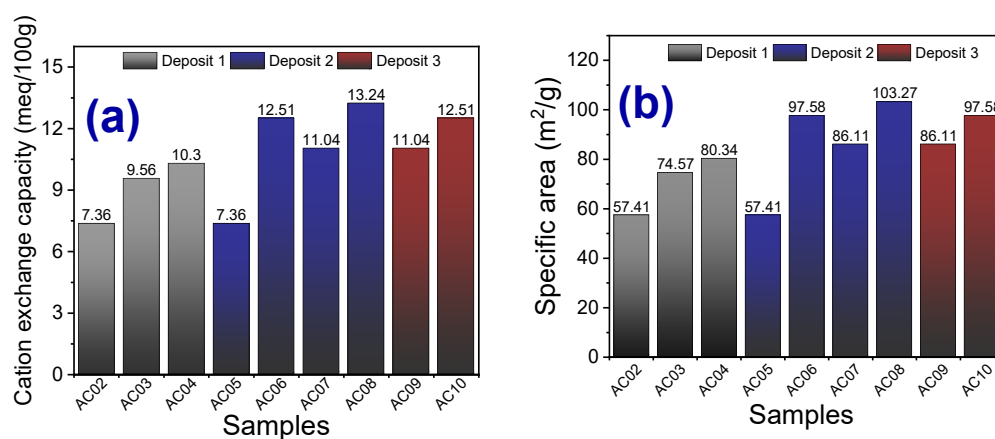 Deposit 1 Deposit 2 Deposit 3
(a)
Cation exchange capacity (meq/100g)
15
12
9
6
3
0
7.36
9.56
10.3
7.36
12.51
11.04
13.24
11.04
12.51
AC02
AC03
AC04
AC05
AC06
AC07
AC08
AC09
AC10
Samples
Deposit 1 Deposit 2 Deposit 3
(b)
Specific area (m²/g)
120
100
80
60
40
20
0
57.41
74.57
80.34
57.41
97.58
86.11
103.27
86.11
97.58
AC02
AC03
AC04
AC05
AC06
AC07
AC08
AC09
AC10
Samples